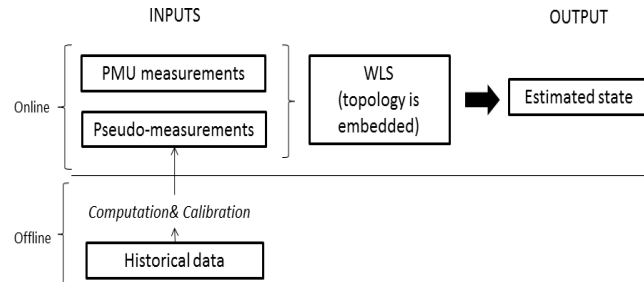 INPUTS
OUTPUT
PMU measurements
Online
Pseudo-measurements
WLS
(topology is
embedded)
Estimated state
Computation& Calibration
Offline
Historical data